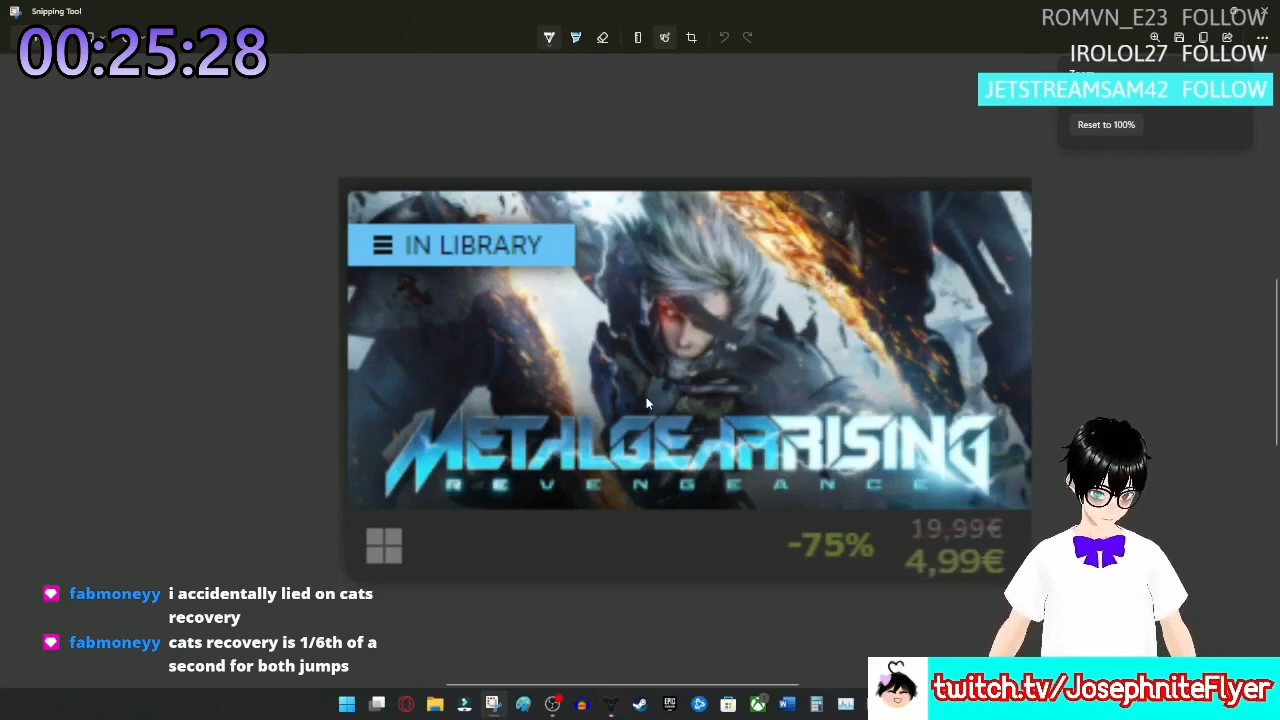 Snipping Tool
00:25:28
ROMVN_E23 FOLLOW
IROLOL27 FOLLOW
JETSTREAMSAM42 FOLLOW
Reset to 100%
IN LIBRARY
METAL GEAR RISING
REVENGEANCE
-75%
19,99€
4,99€
fabmoneyy i accidentally lied on cats
recovery
fabmoneyy cats recovery is 1/6th of a
second for both jumps
twitch.tv/JosephniteFlyer